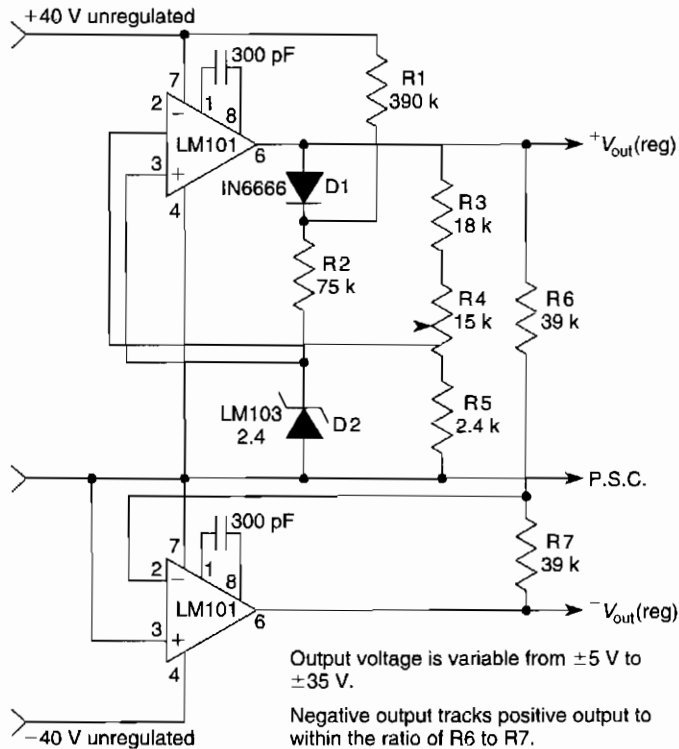 +40 V unregulated
300 pF
R1
390 k
7
2
1
8
LM101
6
3
4
+Vout(reg)
IN6666
D1
R3
18 k
R2
75 k
R4
15 k
R6
39 k
LM103
2.4
D2
R5
2.4 k
P.S.C.
300 pF
7
2
1
8
LM101
6
3
4
R7
39 k
−Vout(reg)
Output voltage is variable from ±5 V to
±35 V.
Negative output tracks positive output to
within the ratio of R6 to R7.
−40 V unregulated